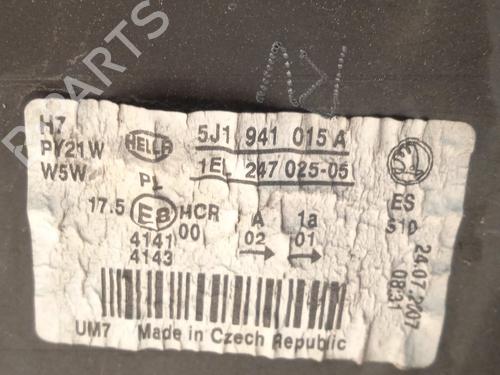 B PARTS
H7
PY21W
W5W
HELLA
5J1 941 015 A
1EL 247 025-05
PL
17.5 E8 HCR
00
4141
4143
A
02
1a
01
ES
S1D
24.07.2007
08:31
UM7 Made in Czech Republic